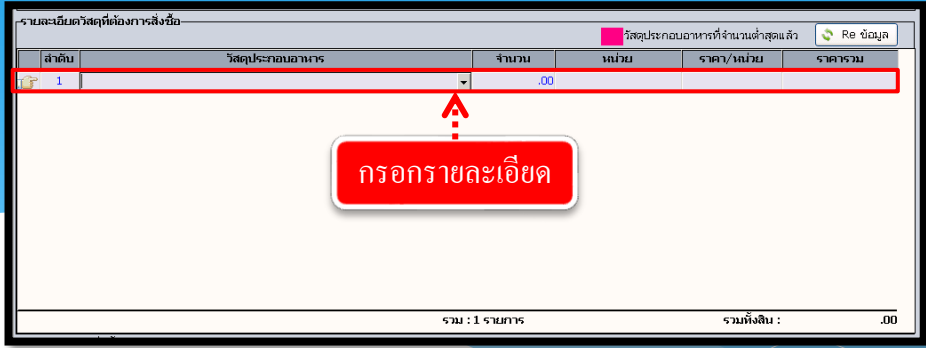 รายละเอียดวัสดุที่ต้องการสั่งซื้อ
วัสดุประกอบอาหารที่จำนวนต่ำสุดแล้ว Re ข้อมูล
ลำดับ วัสดุประกอบอาหาร จำนวน หน่วย ราคา/หน่วย ราคารวม
1 .00
กรอกรายละเอียด
รวม : 1 รายการ รวมทั้งสิ้น : .00